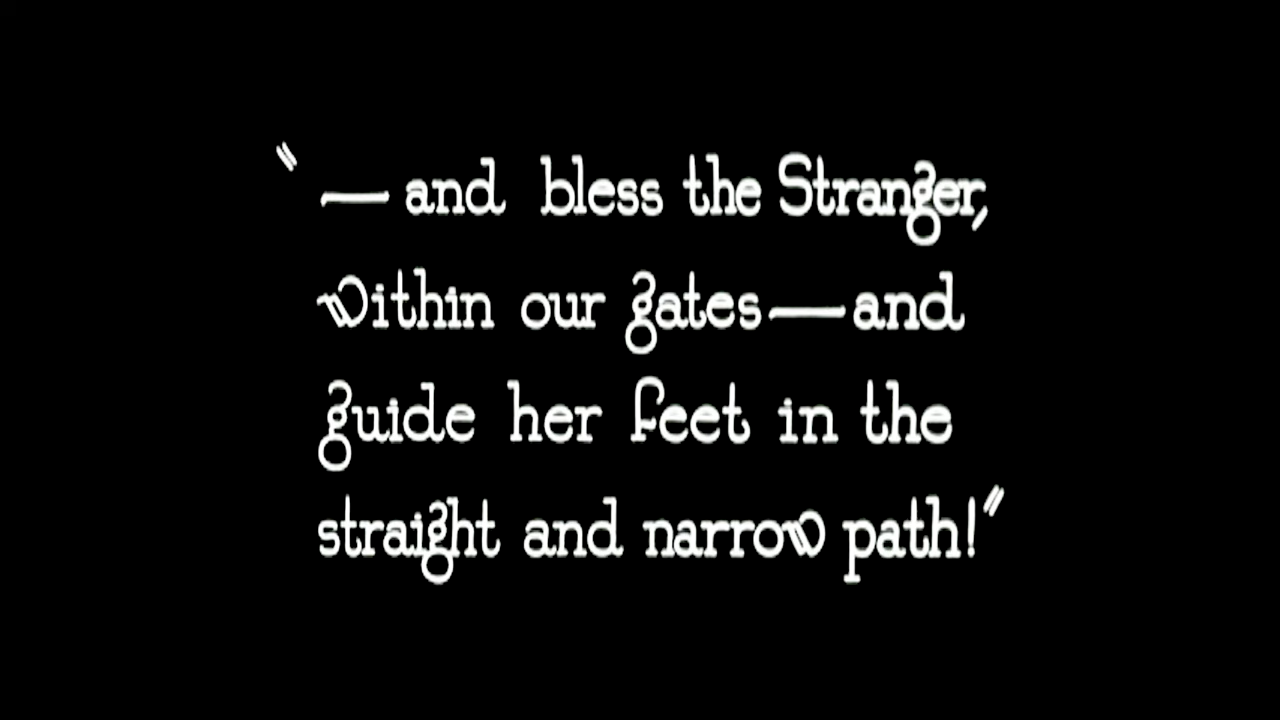 "—and bless the Stranger,
within our gates—and
guide her feet in the
straight and narrow path!"